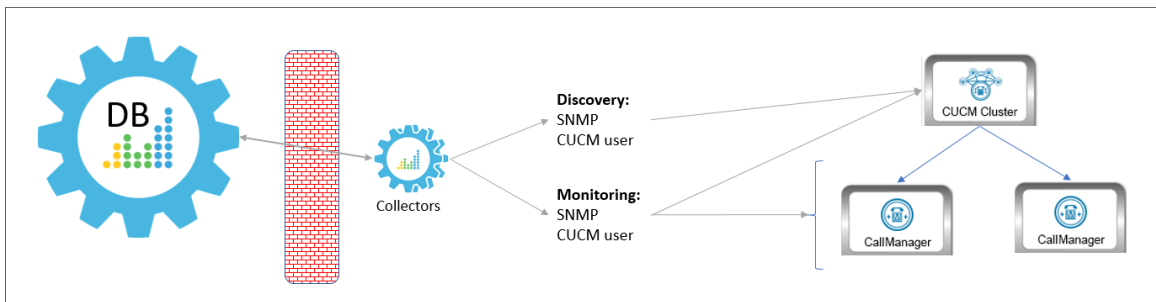 DB
Collectors
Discovery:
SNMP
CUCM user
Monitoring:
SNMP
CUCM user
CUCM Cluster
CallManager
CallManager